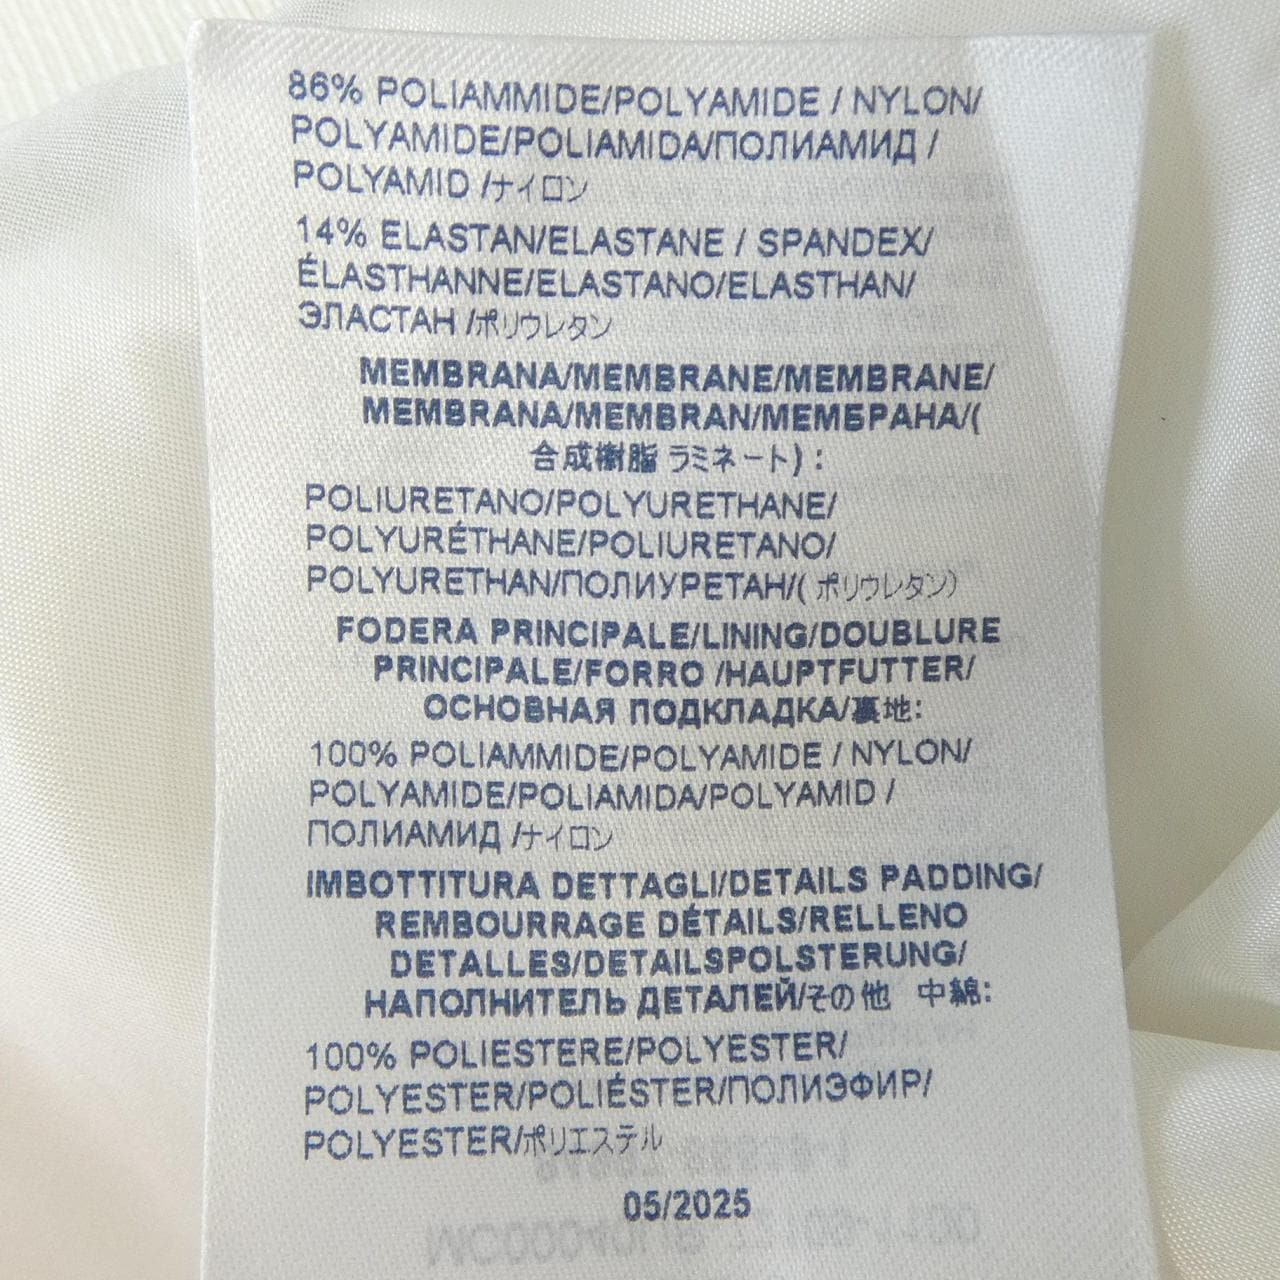 86% POLIAMMIDE/POLYAMIDE / NYLON/
POLYAMIDE/POLIAMIDA/ПОЛИАМИД /
POLYAMID /ナイロン
14% ELASTAN/ELASTANE / SPANDEX/
ÉLASTHANNE/ELASTANO/ELASTHAN/
ЭЛАСТАН /ポリウレタン
MEMBRANA/MEMBRANE/MEMBRANE/
MEMBRANA/MEMBRAN/МЕМБРАНА/(
合成樹脂 ラミネート) :
POLIURETANO/POLYURETHANE/
POLYURÉTHANE/POLIURETANO/
POLYURETHAN/ПОЛИУРЕТАН/( ポリウレタン)
FODERA PRINCIPALE/LINING/DOUBLURE
PRINCIPALE/FORRO /HAUPTFUTTER/
ОСНОВНАЯ ПОДКЛАДКА/裏地:
100% POLIAMMIDE/POLYAMIDE / NYLON/
POLYAMIDE/POLIAMIDA/POLYAMID /
ПОЛИАМИД /ナイロン
IMBOTTITURA DETTAGLI/DETAILS PADDING/
REMBOURRAGE DÉTAILS/RELLENO
DETALLES/DETAILSPOLSTERUNG/
НАПОЛНИТЕЛЬ ДЕТАЛЕЙ/その他 中綿:
100% POLIESTERE/POLYESTER/
POLYESTER/POLIÉSTER/ПОЛИЭФИР/
POLYESTER/ポリエステル
05/2025